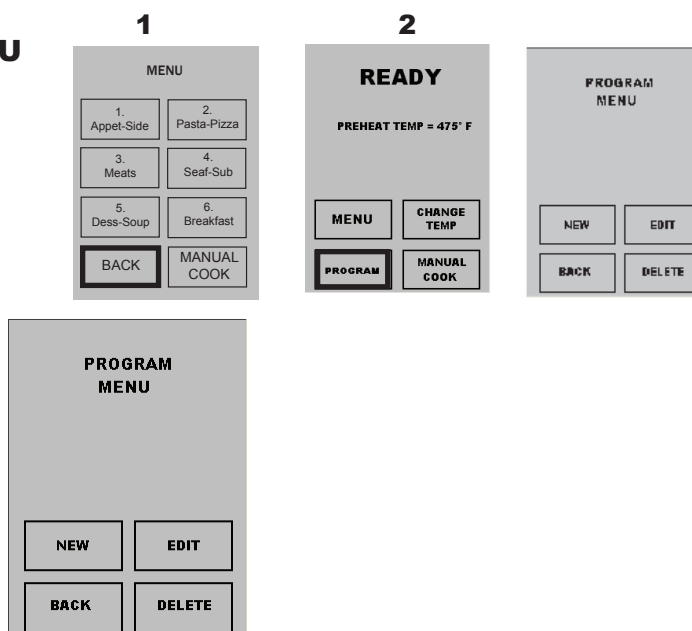 U
1
2
MENU
1.
Appet-Side
2.
Pasta-Pizza
3.
Meats
4.
Seaf-Sub
5.
Dess-Soup
6.
Breakfast
BACK
MANUAL
COOK
READY
PREHEAT TEMP = 475° F
MENU
CHANGE
TEMP
PROGRAM
MANUAL
COOK
PROGRAM
MENU
NEW
EDIT
BACK
DELETE
PROGRAM
MENU
NEW
EDIT
BACK
DELETE